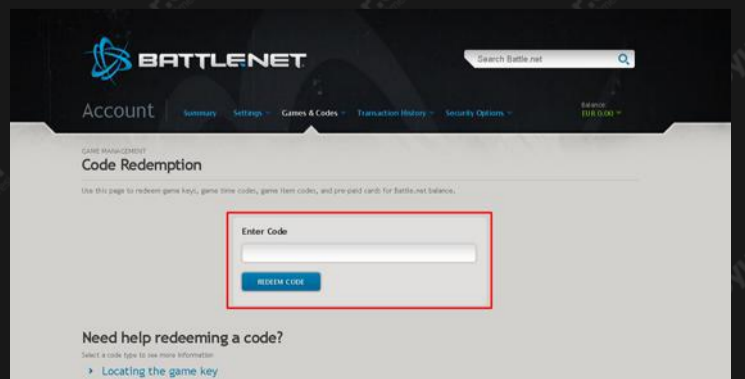 BATTLE.NET
Search Battle.net
Account Summary Settings Games & Codes Transaction History Security Options
Balance
EUR 0.00
GAME MANAGEMENT
Code Redemption
Use this page to redeem game keys, game time codes, game item codes, and pre-paid cards for Battle.net balance.
Enter Code
REDEEM CODE
Need help redeeming a code?
Select a code type to see more information
Locating the game key